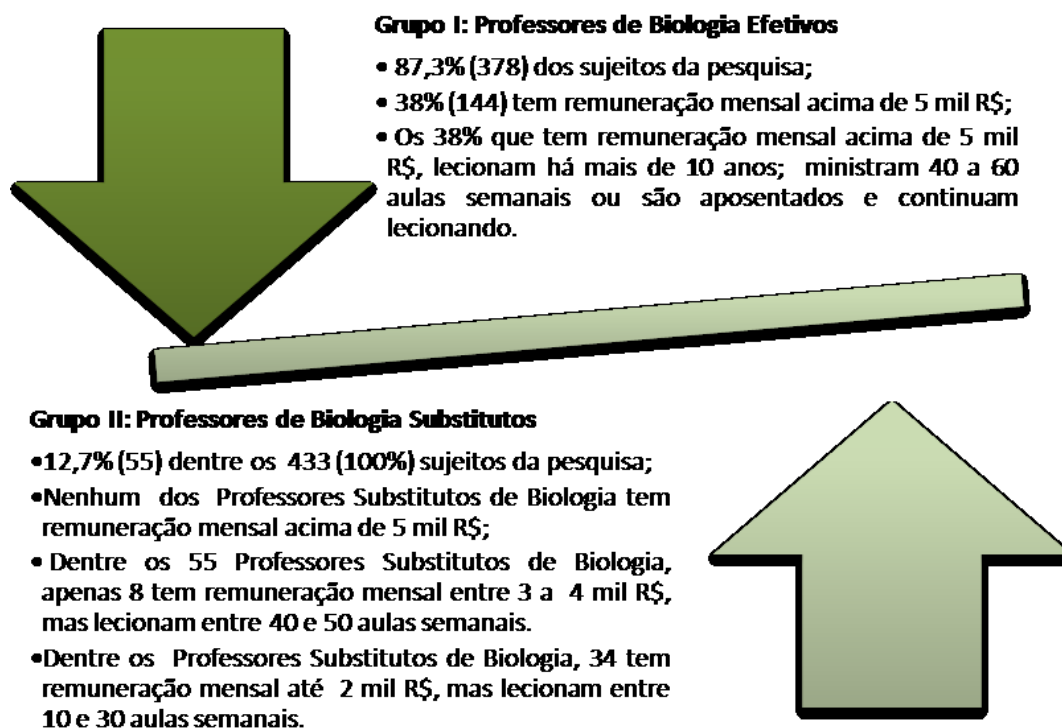 Grupo I: Professores de Biologia Efetivos
• 87,3% (378) dos sujeitos da pesquisa;
• 38% (144) tem remuneração mensal acima de 5 mil R$;
• Os 38% que tem remuneração mensal acima de 5 mil
R$, lecionam há mais de 10 anos; ministram 40 a 60
aulas semanais ou são aposentados e continuam
lecionando.
Grupo II: Professores de Biologia Substitutos
•12,7% (55) dentre os 433 (100%) sujeitos da pesquisa;
•Nenhum dos Professores Substitutos de Biologia tem
remuneração mensal acima de 5 mil R$;
• Dentre os 55 Professores Substitutos de Biologia,
apenas 8 tem remuneração mensal entre 3 a 4 mil R$,
mas lecionam entre 40 e 50 aulas semanais.
•Dentre os Professores Substitutos de Biologia, 34 tem
remuneração mensal até 2 mil R$, mas lecionam entre
10 e 30 aulas semanais.